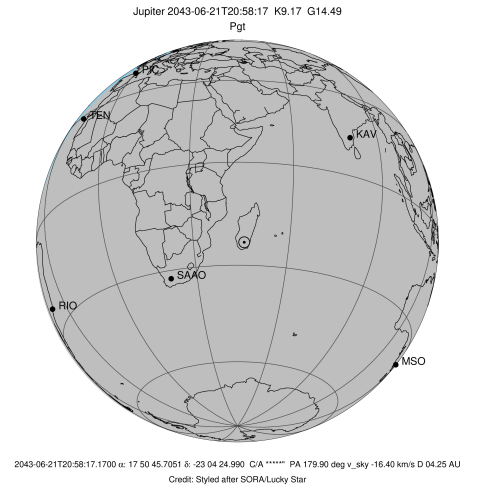 Jupiter 2043-06-21T20:58:17 K9.17 G14.49
Pgt
TEN
KAV
SAAO
RIO
MSO
2043-06-21T20:58:17.1700 α: 17 50 45.7051 δ: -23 04 24.990 C/A *****" PA 179.90 deg v_sky -16.40 km/s D 04.25 AU
Credit: Styled after SORA/Lucky Star